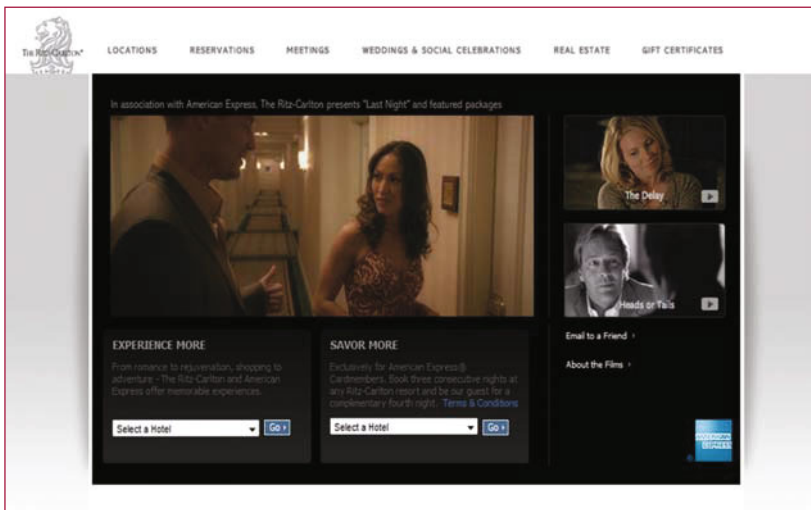 THE RITZ-CARLTON®
LOCATIONS RESERVATIONS MEETINGS WEDDINGS & SOCIAL CELEBRATIONS REAL ESTATE GIFT CERTIFICATES
In association with American Express, The Ritz-Carlton presents "Last Night" and featured packages
The Delay
Heads or Tails
Email to a Friend ›
About the Films ›
EXPERIENCE MORE
From romance to rejuvenation, shopping to
adventure - The Ritz-Carlton and American
Express offer memorable experiences.
Select a Hotel Go ›
SAVOR MORE
Exclusively for American Express®
Cardmembers. Book three consecutive nights at
any Ritz-Carlton resort and be our guest for a
complimentary fourth night. Terms & Conditions
Select a Hotel Go ›
AMERICAN
EXPRESS
®